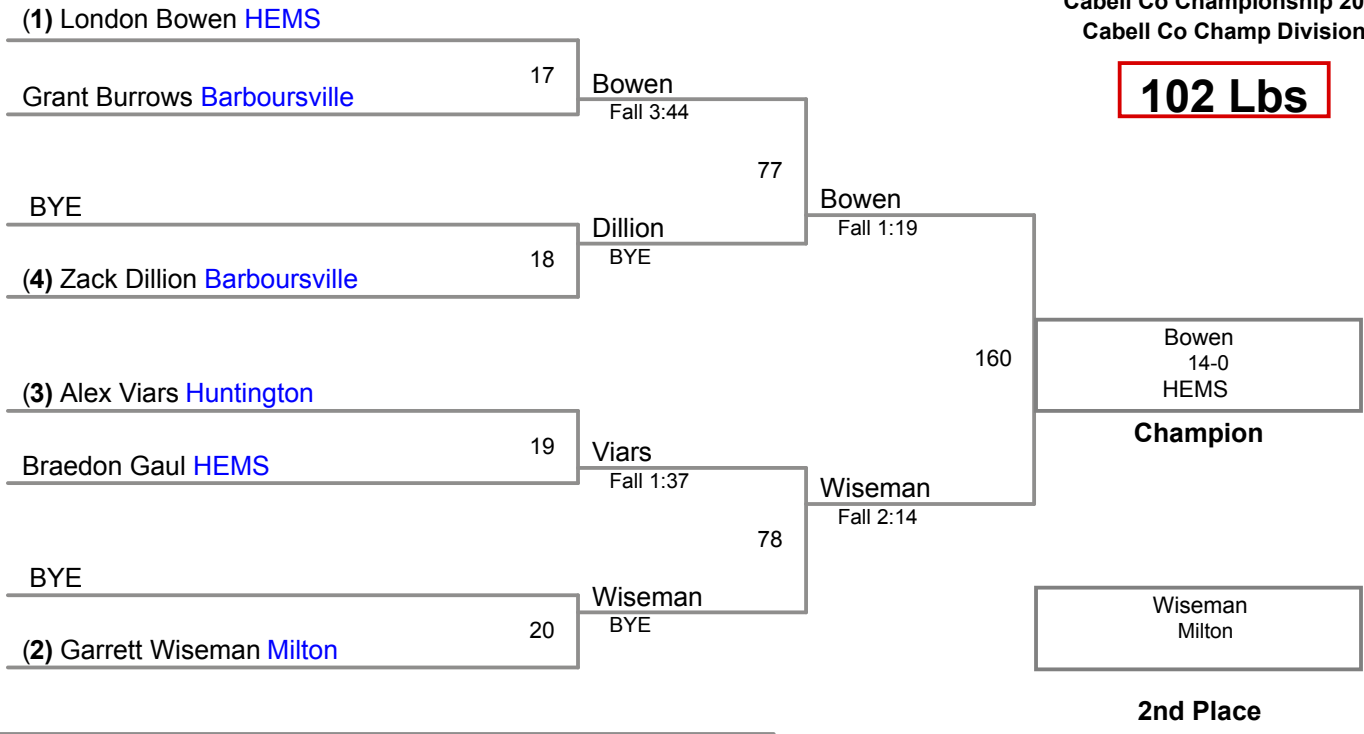 Cabell Co Championship 20
Cabell Co Champ Division
102 Lbs
(1) London Bowen HEMS
17
Grant Burrows Barboursville
Bowen
Fall 3:44
77
BYE
18
(4) Zack Dillion Barboursville
Dillion
BYE
Bowen
Fall 1:19
160
(3) Alex Viars Huntington
19
Braedon Gaul HEMS
Viars
Fall 1:37
78
BYE
20
(2) Garrett Wiseman Milton
Wiseman
BYE
Wiseman
Fall 2:14
Bowen
14-0
HEMS
Champion
Wiseman
Milton
2nd Place